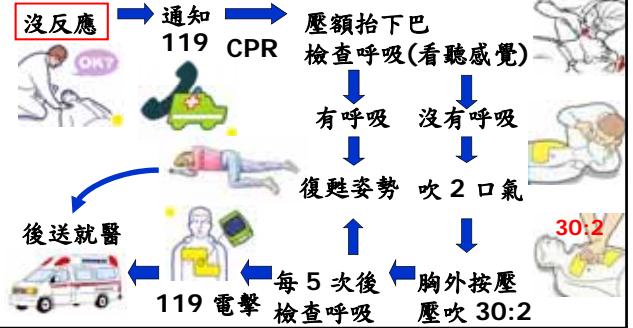 沒反應
通知
119
CPR
壓額抬下巴
檢查呼吸(看聽感覺)
OK?
有呼吸
沒有呼吸
復甦姿勢
吹 2 口氣
後送就醫
30:2
119 電擊
每 5 次後
檢查呼吸
胸外按壓
壓吹 30:2